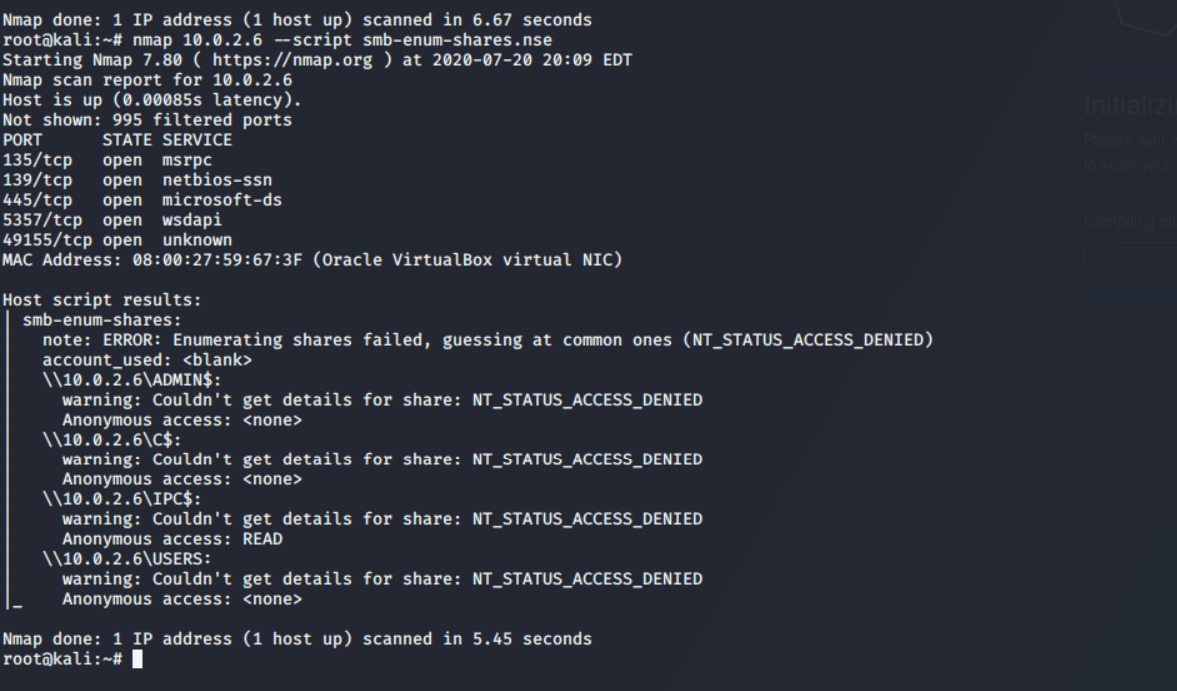 Nmap done: 1 IP address (1 host up) scanned in 6.67 seconds
root@kali:~# nmap 10.0.2.6 --script smb-enum-shares.nse
Starting Nmap 7.80 ( https://nmap.org ) at 2020-07-20 20:09 EDT
Nmap scan report for 10.0.2.6
Host is up (0.00085s latency).
Not shown: 995 filtered ports
PORT      STATE SERVICE
135/tcp   open  msrpc
139/tcp   open  netbios-ssn
445/tcp   open  microsoft-ds
5357/tcp  open  wsdapi
49155/tcp open  unknown
MAC Address: 08:00:27:59:67:3F (Oracle VirtualBox virtual NIC)

Host script results:
| smb-enum-shares:
|   note: ERROR: Enumerating shares failed, guessing at common ones (NT_STATUS_ACCESS_DENIED)
|   account_used: <blank>
|   \\10.0.2.6\ADMIN$:
|     warning: Couldn't get details for share: NT_STATUS_ACCESS_DENIED
|     Anonymous access: <none>
|   \\10.0.2.6\C$:
|     warning: Couldn't get details for share: NT_STATUS_ACCESS_DENIED
|     Anonymous access: <none>
|   \\10.0.2.6\IPC$:
|     warning: Couldn't get details for share: NT_STATUS_ACCESS_DENIED
|     Anonymous access: READ
|   \\10.0.2.6\USERS:
|     warning: Couldn't get details for share: NT_STATUS_ACCESS_DENIED
|_    Anonymous access: <none>

Nmap done: 1 IP address (1 host up) scanned in 5.45 seconds
root@kali:~#
Please wait
to scan your